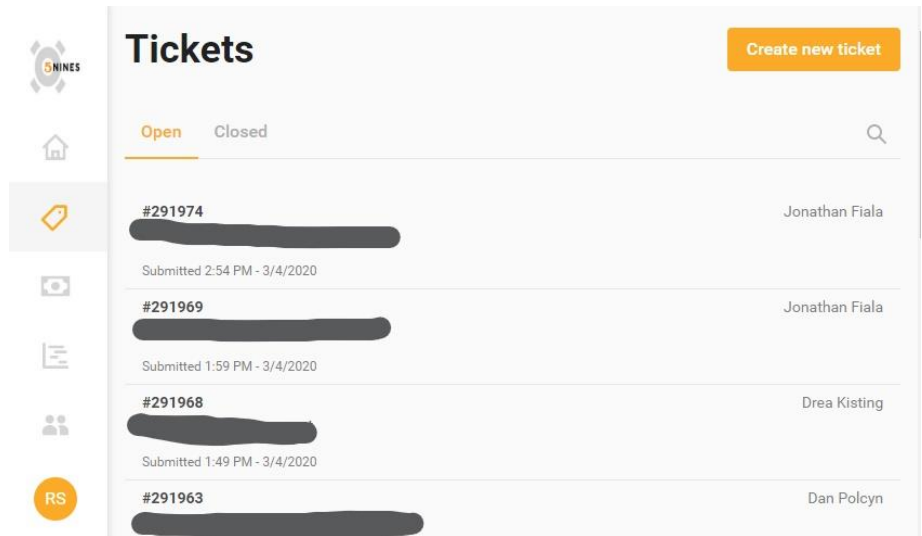 5NINES
Tickets
Create new ticket
Open Closed
#291974 Jonathan Fiala
Submitted 2:54 PM - 3/4/2020
#291969 Jonathan Fiala
Submitted 1:59 PM - 3/4/2020
#291968 Drea Kisting
Submitted 1:49 PM - 3/4/2020
RS
#291963 Dan Polcyn